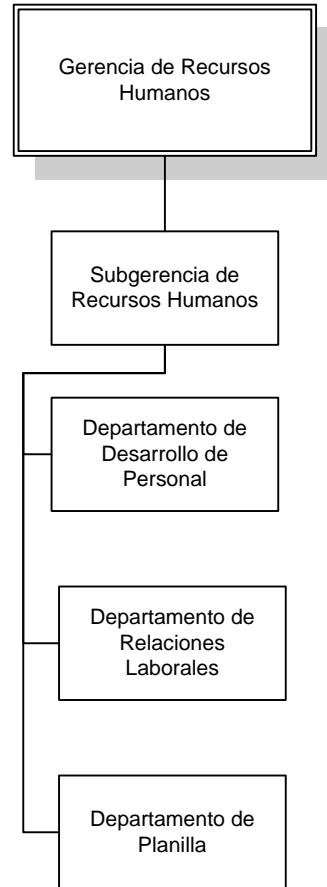 Gerencia de Recursos
Humanos
Subgerencia de
Recursos Humanos
Departamento de
Desarrollo de
Personal
Departamento de
Relaciones
Laborales
Departamento de
Planilla